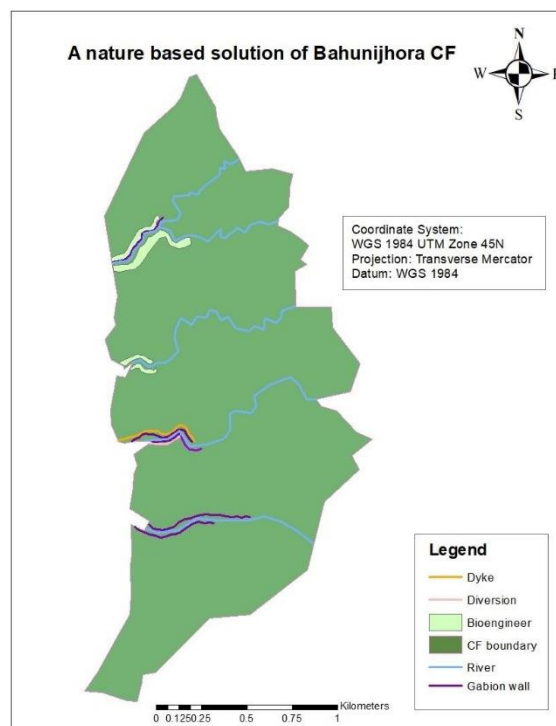 A nature based solution of Bahunijhora CF
N
W
E
S
Coordinate System:
WGS 1984 UTM Zone 45N
Projection: Transverse Mercator
Datum: WGS 1984
Legend
Dyke
Diversion
Bioengineer
CF boundary
River
Gabion wall
Kilometers
0 0.1250.25 0.5 0.75 1